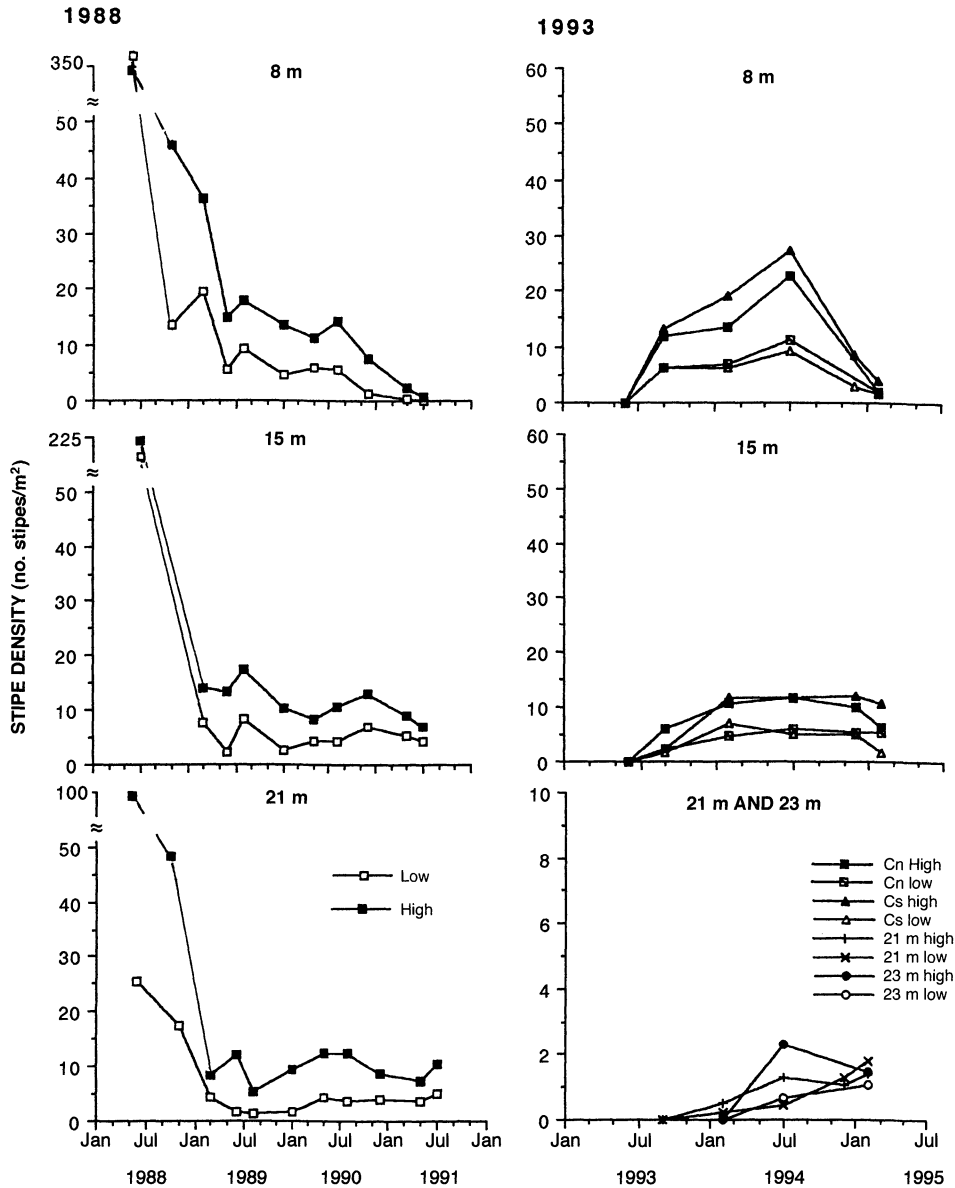 1988
8 m
350
≈
50
40
30
20
10
0
15 m
225
≈
50
40
30
20
10
0
21 m
100
≈
50
40
30
20
10
0
Low
High
Jan Jul Jan Jul Jan Jul Jan Jul Jan
1988 1989 1990 1991
STIPE DENSITY (no. stipes/m²)
1993
8 m
60
50
40
30
20
10
0
15 m
60
50
40
30
20
10
0
21 m AND 23 m
10
8
6
4
2
0
Cn High
Cn low
Cs high
Cs low
21 m high
21 m low
23 m high
23 m low
Jan Jul Jan Jul Jan Jul
1993 1994 1995